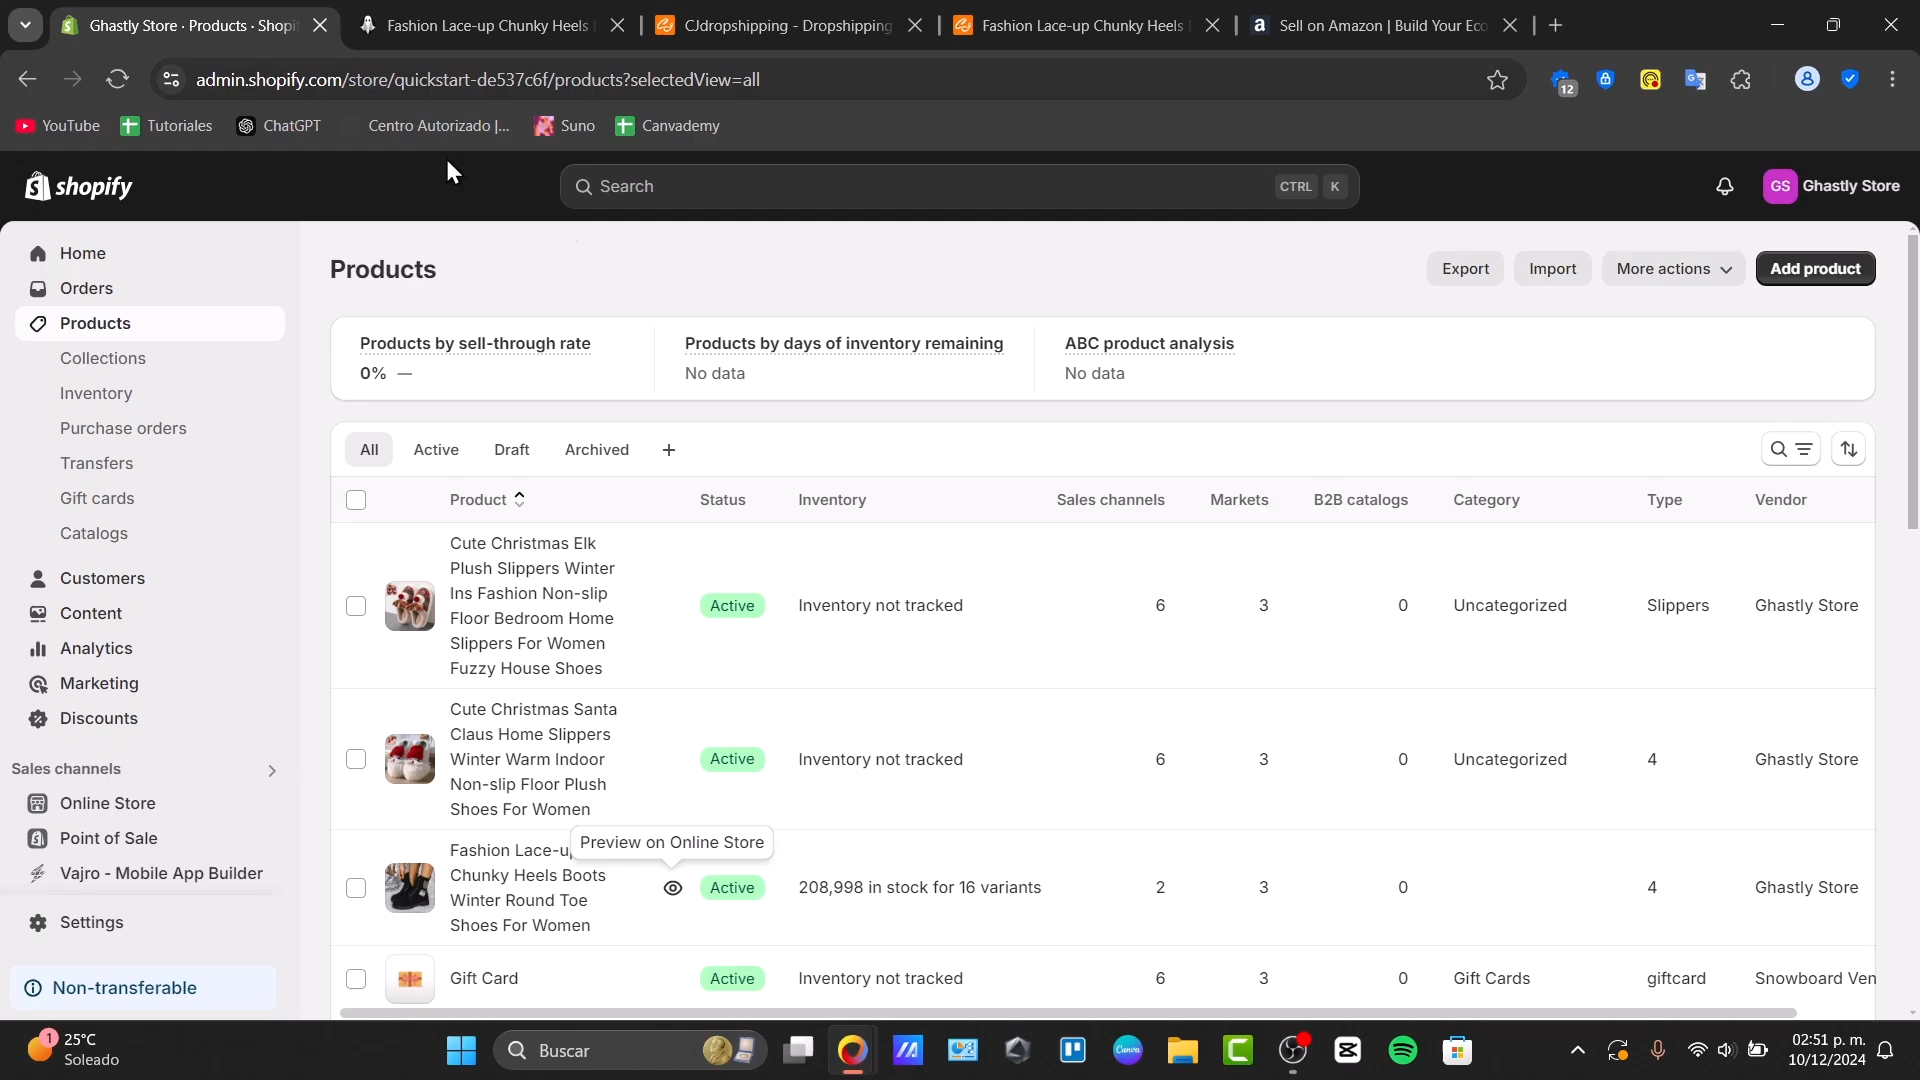 Ghastly Store · Products · Shopi
Fashion Lace-up Chunky Heels
CJdropshipping - Dropshipping
Fashion Lace-up Chunky Heels
Sell on Amazon | Build Your Eco
admin.shopify.com/store/quickstart-de537c6f/products?selectedView=all
12
YouTube
Tutoriales
ChatGPT
Centro Autorizado |...
Suno
Canvademy
shopify
Search
CTRL
K
GS
Ghastly Store
Home
Orders
Products
Collections
Inventory
Purchase orders
Transfers
Gift cards
Catalogs
Customers
Content
Analytics
Marketing
Discounts
Sales channels
Online Store
Point of Sale
Vajro - Mobile App Builder
Settings
Non-transferable
Products
Export
Import
More actions
Add product
Products by sell-through rate
0% —
Products by days of inventory remaining
No data
ABC product analysis
No data
All
Active
Draft
Archived
+
Product
Status
Inventory
Sales channels
Markets
B2B catalogs
Category
Type
Vendor
Cute Christmas Elk
Plush Slippers Winter
Ins Fashion Non-slip
Floor Bedroom Home
Slippers For Women
Fuzzy House Shoes
Active
Inventory not tracked
6
3
0
Uncategorized
Slippers
Ghastly Store
Cute Christmas Santa
Claus Home Slippers
Winter Warm Indoor
Non-slip Floor Plush
Shoes For Women
Active
Inventory not tracked
6
3
0
Uncategorized
4
Ghastly Store
Preview on Online Store
Fashion Lace-u
Chunky Heels Boots
Winter Round Toe
Shoes For Women
Active
208,998 in stock for 16 variants
2
3
0
4
Ghastly Store
Gift Card
Active
Inventory not tracked
6
3
0
Gift Cards
giftcard
Snowboard Ven
1
25°C
Soleado
Buscar
Canva
02:51 p. m.
10/12/2024